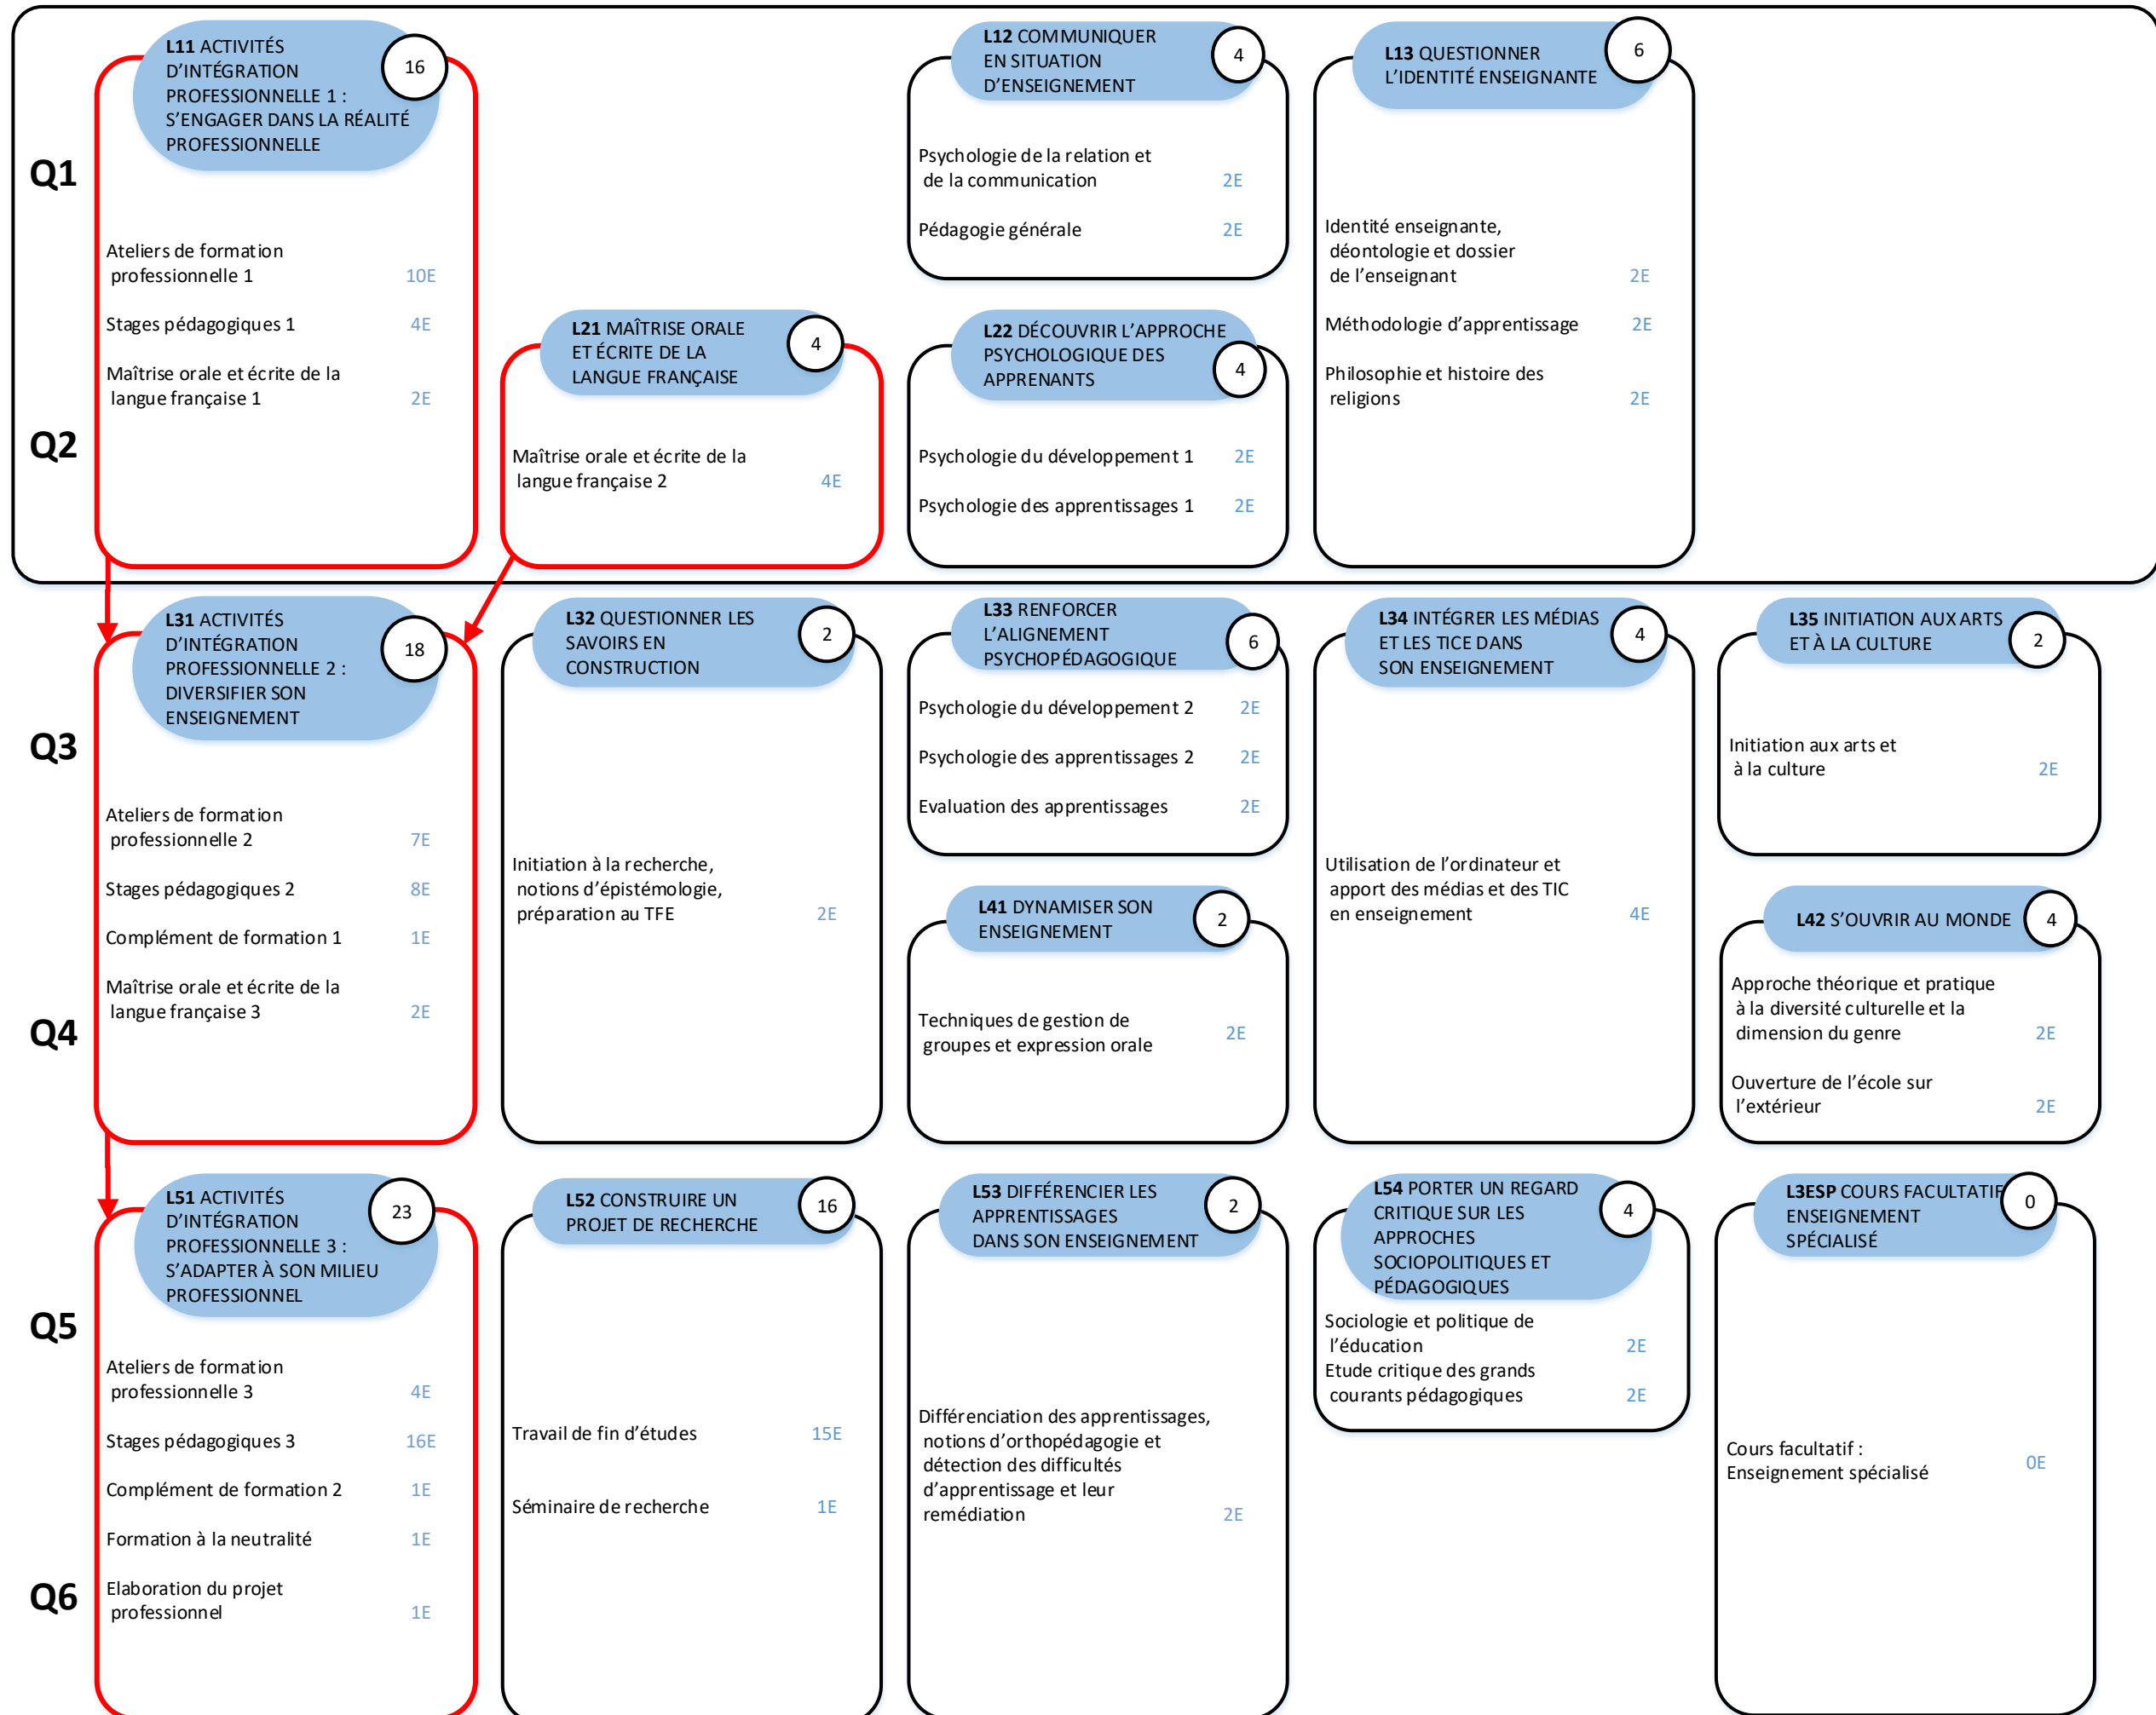 Q1
L11 ACTIVITÉS
D'INTÉGRATION
PROFESSIONNELLE 1 :
S'ENGAGER DANS LA RÉALITÉ
PROFESSIONNELLE
16
Ateliers de formation
professionnelle 1 10E
Stages pédagogiques 1 4E
Maîtrise orale et écrite de la
langue française 1 2E
L12 COMMUNIQUER
EN SITUATION
D'ENSEIGNEMENT
4
Psychologie de la relation et
de la communication 2E
Pédagogie générale 2E
L13 QUESTIONNER
L'IDENTITÉ ENSEIGNANTE
6
Identité enseignante,
déontologie et dossier
de l'enseignant 2E
Méthodologie d'apprentissage 2E
Philosophie et histoire des
religions 2E
Q2
L21 MAÎTRISE ORALE
ET ÉCRITE DE LA
LANGUE FRANÇAISE
4
Maîtrise orale et écrite de la
langue française 2 4E
L22 DÉCOUVRIR L'APPROCHE
PSYCHOLOGIQUE DES
APPRENANTS
4
Psychologie du développement 1 2E
Psychologie des apprentissages 1 2E
Q3
L31 ACTIVITÉS
D'INTÉGRATION
PROFESSIONNELLE 2 :
DIVERSIFIER SON
ENSEIGNEMENT
18
Ateliers de formation
professionnelle 2 7E
Stages pédagogiques 2 8E
Complément de formation 1 1E
Maîtrise orale et écrite de la
langue française 3 2E
L32 QUESTIONNER LES
SAVOIRS EN
CONSTRUCTION
2
Initiation à la recherche,
notions d'épistémologie,
préparation au TFE 2E
L33 RENFORCER
L'ALIGNEMENT
PSYCHOPÉDAGOGIQUE
6
Psychologie du développement 2 2E
Psychologie des apprentissages 2 2E
Evaluation des apprentissages 2E
L34 INTÉGRER LES MÉDIAS
ET LES TICE DANS
SON ENSEIGNEMENT
4
Utilisation de l'ordinateur et
apport des médias et des TIC
en enseignement 4E
L35 INITIATION AUX ARTS
ET À LA CULTURE
2
Initiation aux arts et
à la culture 2E
Q4
L41 DYNAMISER SON
ENSEIGNEMENT
2
Techniques de gestion de
groupes et expression orale 2E
L42 S'OUVRIR AU MONDE
4
Approche théorique et pratique
à la diversité culturelle et la
dimension du genre 2E
Ouverture de l'école sur
l'extérieur 2E
Q5
L51 ACTIVITÉS
D'INTÉGRATION
PROFESSIONNELLE 3 :
S'ADAPTER À SON MILIEU
PROFESSIONNEL
23
Ateliers de formation
professionnelle 3 4E
Stages pédagogiques 3 16E
Complément de formation 2 1E
Formation à la neutralité 1E
Elaboration du projet
professionnel 1E
L52 CONSTRUIRE UN
PROJET DE RECHERCHE
16
Travail de fin d'études 15E
Séminaire de recherche 1E
L53 DIFFÉRENCIER LES
APPRENTISSAGES
DANS SON ENSEIGNEMENT
2
Différenciation des apprentissages,
notions d'orthopédagogie et
détection des difficultés
d'apprentissage et leur
remédiation 2E
L54 PORTER UN REGARD
CRITIQUE SUR LES
APPROCHES
SOCIOPOLITIQUES ET
PÉDAGOGIQUES
4
Sociologie et politique de
l'éducation 2E
Etude critique des grands
courants pédagogiques 2E
L3ESP COURS FACULTATIF
ENSEIGNEMENT
SPÉCIALISÉ
0
Cours facultatif :
Enseignement spécialisé 0E
Q6